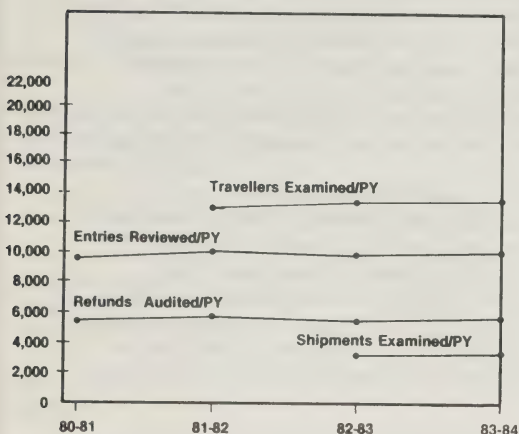 22,000
20,000
18,000
16,000
14,000
Travellers Examined/PY
12,000
Entries Reviewed/PY
10,000
8,000
Refunds Audited/PY
6,000
4,000
Shipments Examined/PY
2,000
0
80-81 81-82 82-83 83-84